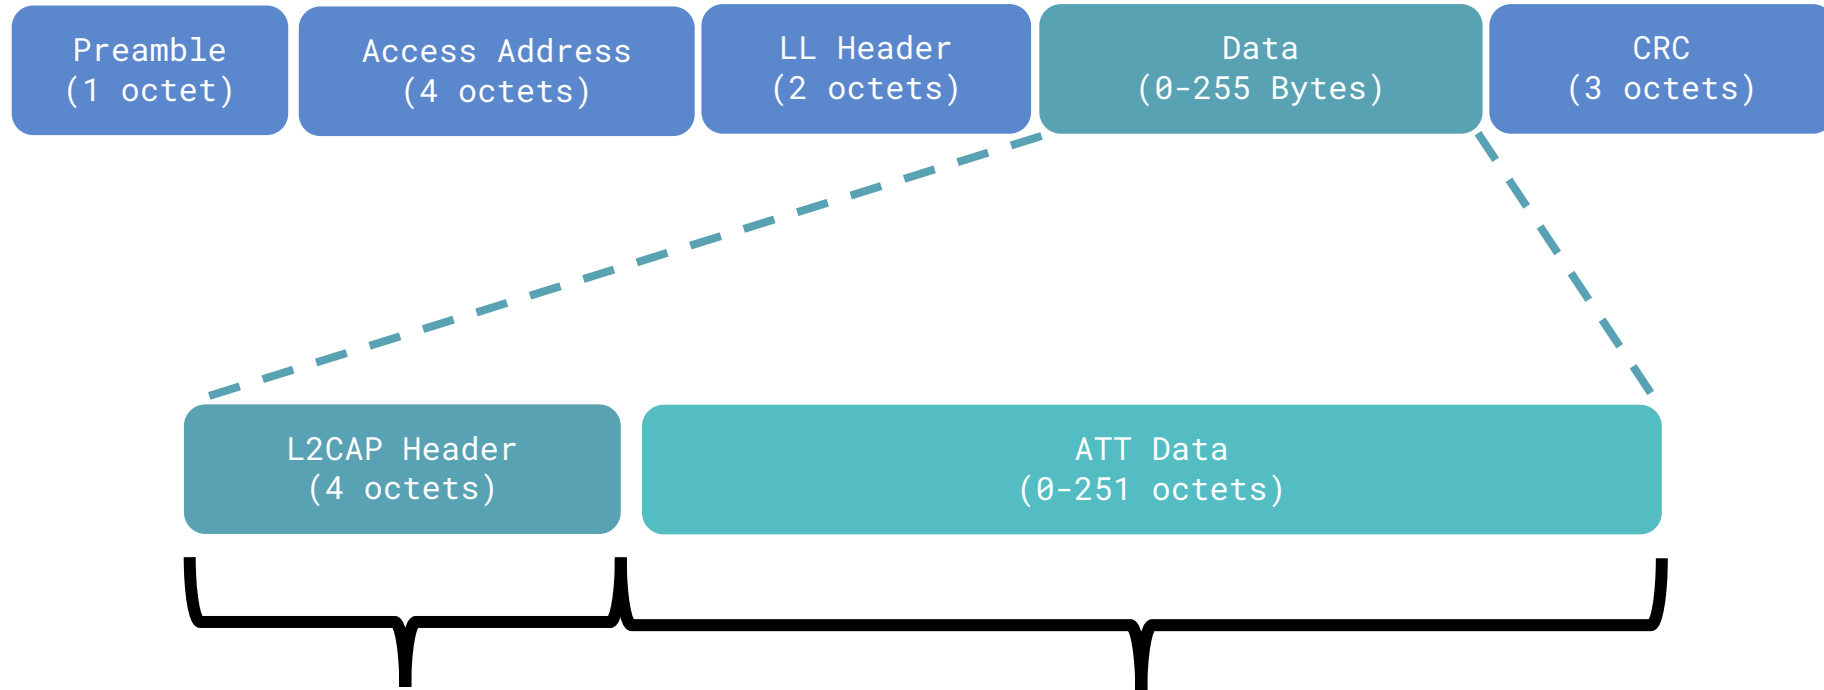 Preamble
(1 octet)
Access Address
(4 octets)
LL Header
(2 octets)
Data
(0-255 Bytes)
CRC
(3 octets)
L2CAP Header
(4 octets)
ATT Data
(0-251 octets)